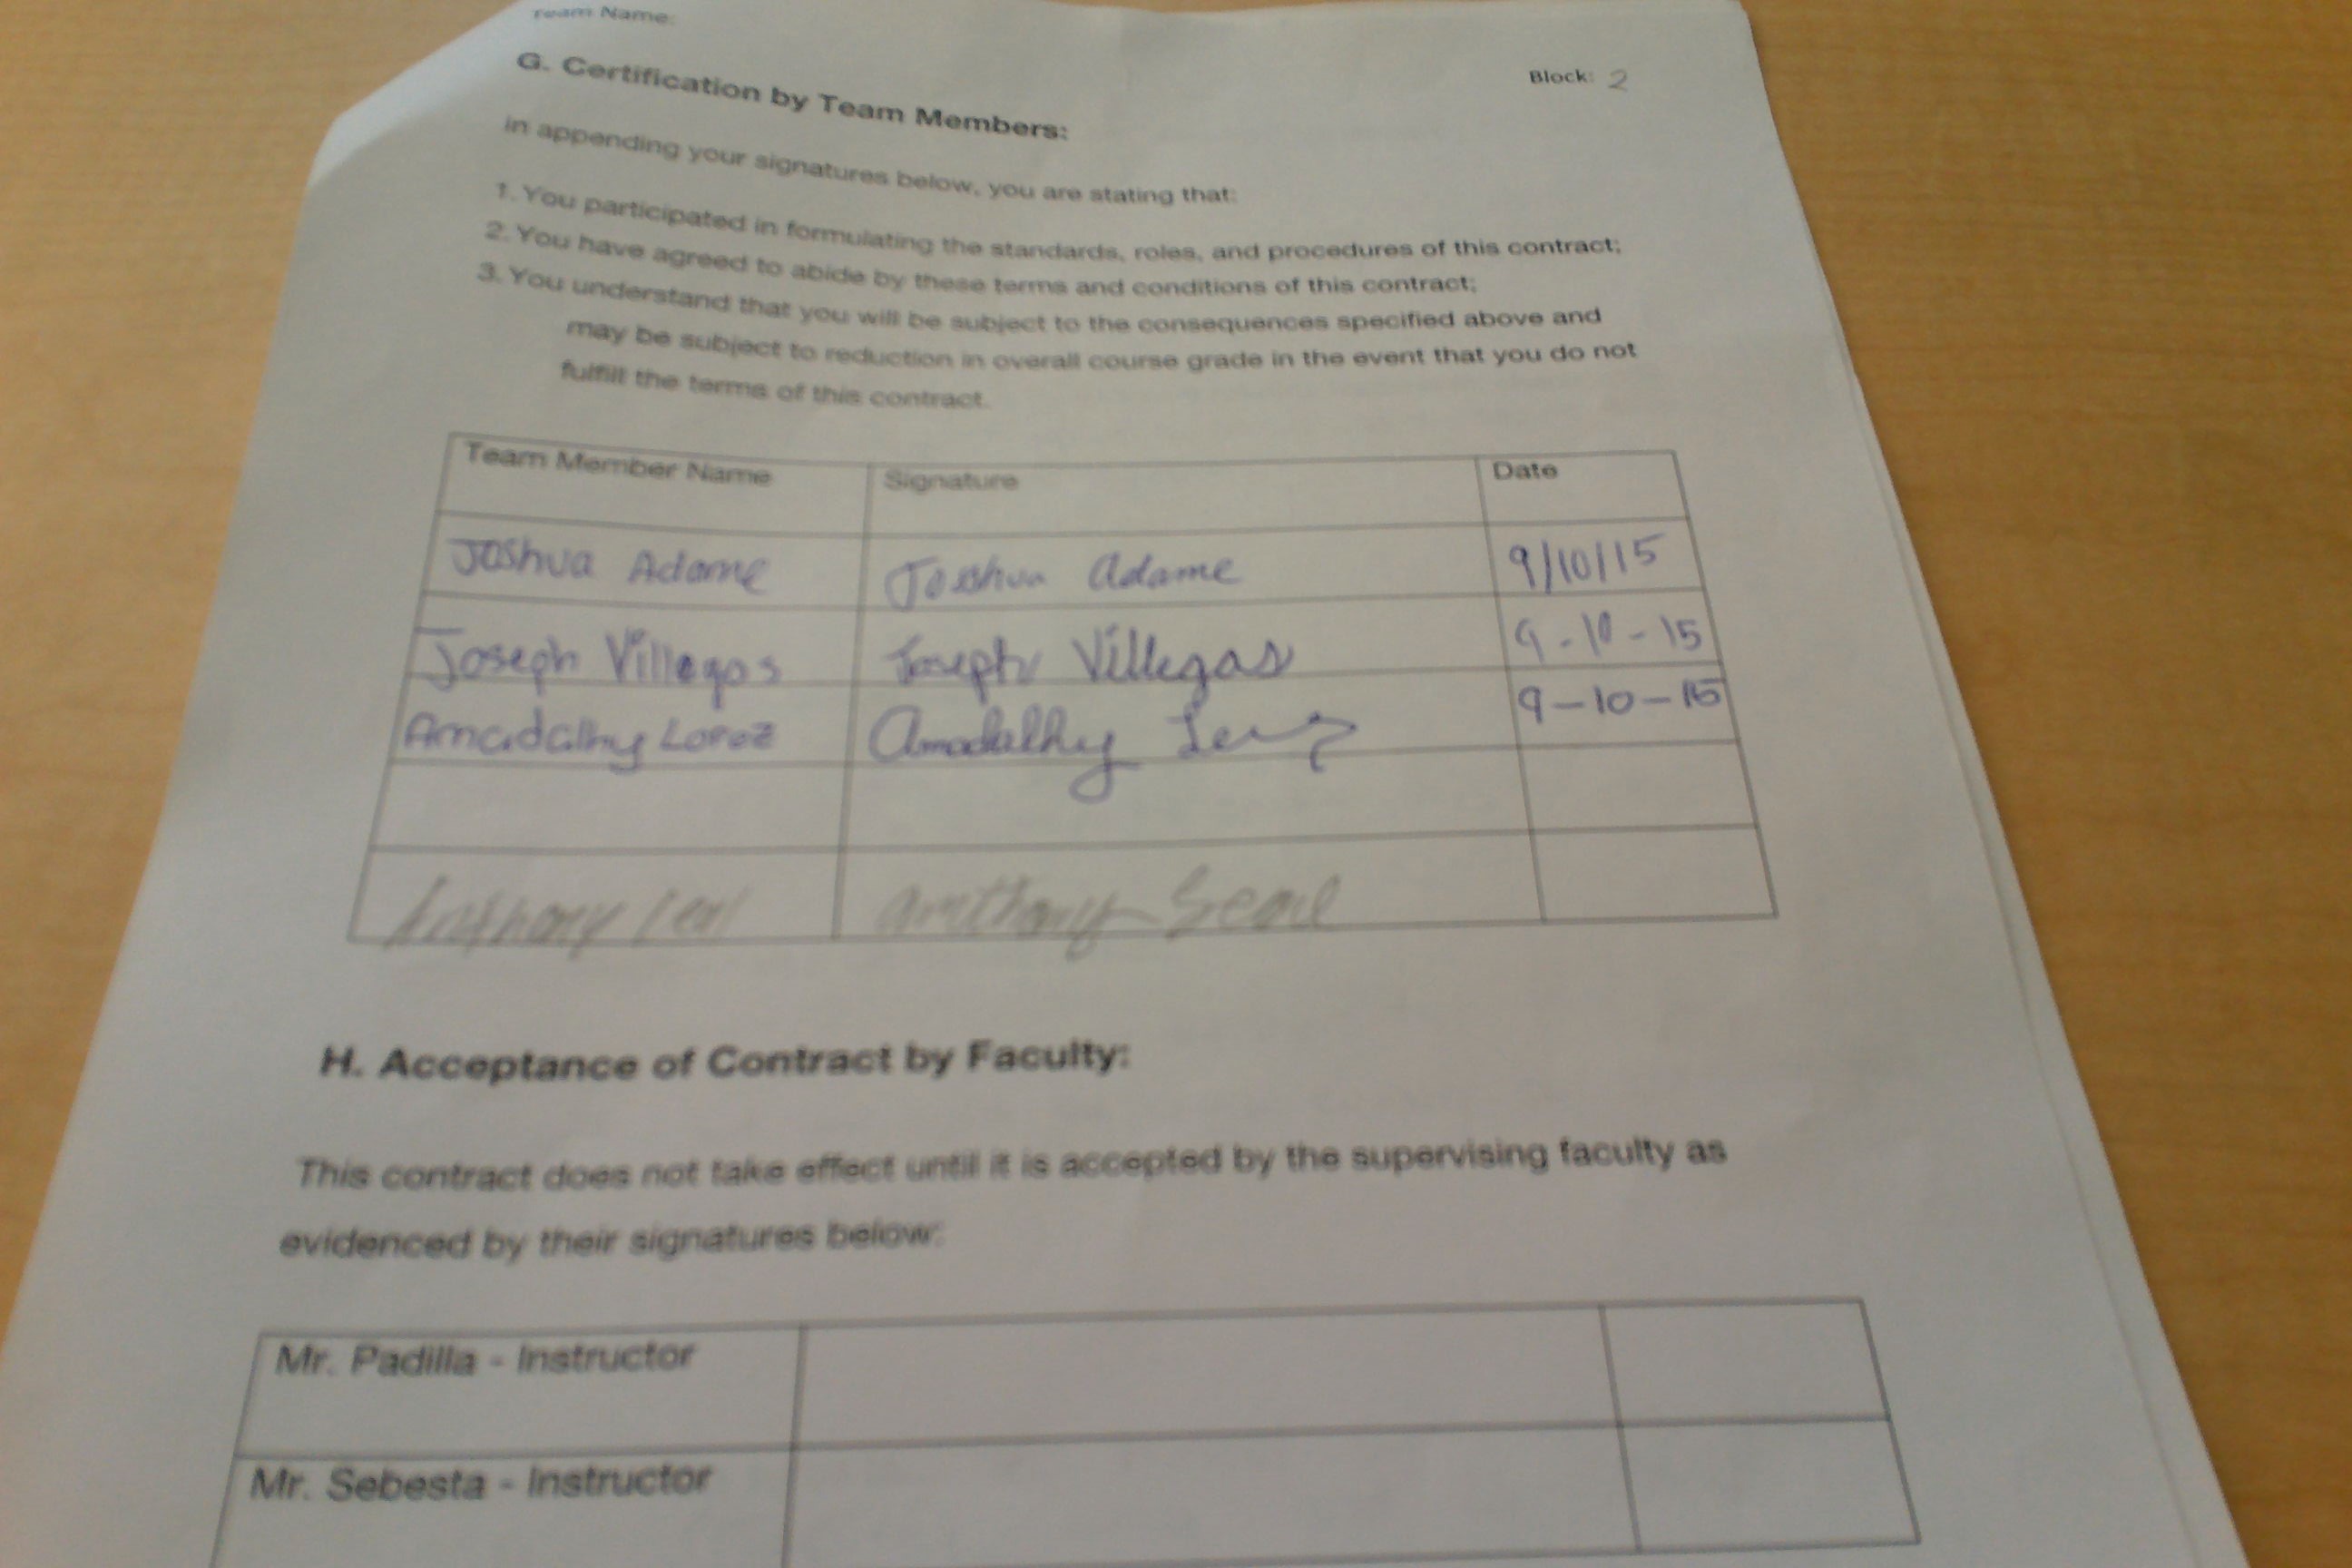 Team Name:
Block: 2
G. Certification by Team Members:
in appending your signatures below, you are stating that:
1. You participated in formulating the standards, roles, and procedures of this contract;
2. You have agreed to abide by these terms and conditions of this contract;
3. You understand that you will be subject to the consequences specified above and
may be subject to reduction in overall course grade in the event that you do not
fulfill the terms of this contract.
Team Member Name Signature Date
Joshua Adame Joshua Adame 9/10/15
Joseph Villegas Joseph Villegas 9-10-15
Amadalhy Lopez Amadalhy 9-10-15
Anthony Anthony
H. Acceptance of Contract by Faculty:
This contract does not take effect until it is accepted by the supervising faculty as
evidenced by their signatures below:
Mr. Padilla - Instructor
Mr. Sebesta - Instructor